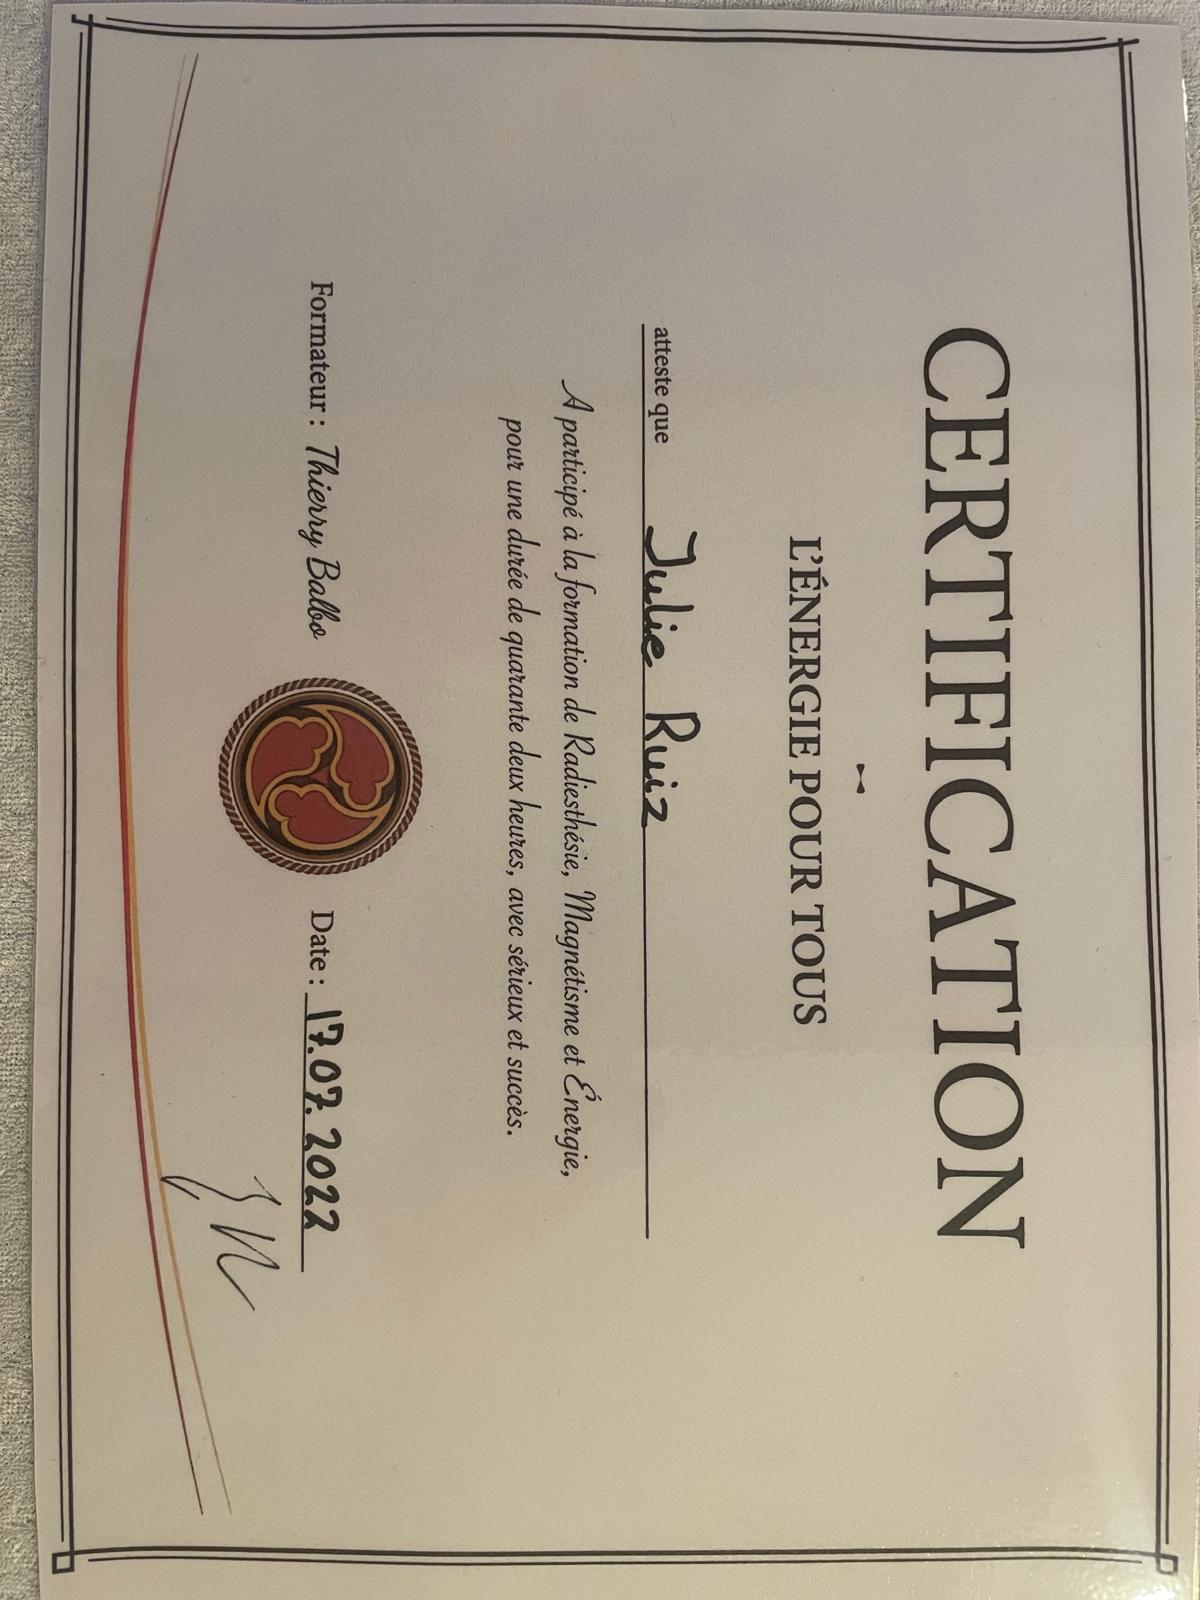 CERTIFICATION
L'ÉNERGIE POUR TOUS
atteste que Julie Ruiz
A participé à la formation de Radiesthésie, Magnétisme et Énergie,
pour une durée de quarante deux heures, avec sérieux et succès.
Formateur : Thierry Balbo Date : 17.07.2022